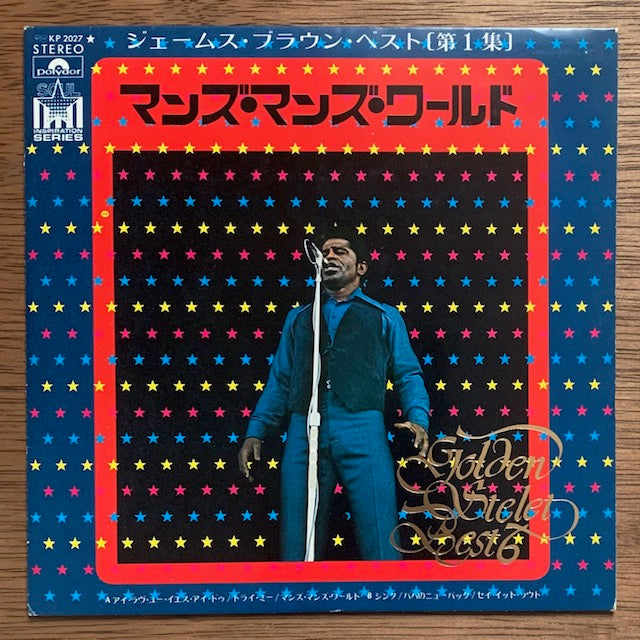 KP 2027
STEREO
polydor
SOUL
INSPIRATION
SERIES
ジェームス・ブラウン・ベスト〔第1集〕
マンズ・マンズ・ワールド
Golden
Stelet
Best 6
A アイ・ラヴ・ユー・イエス・アイ・ドゥ/トライ・ミー/マンズ・マンズ・ワールド B シンク/パパのニュー・バッグ/セイ・イット・ラウド